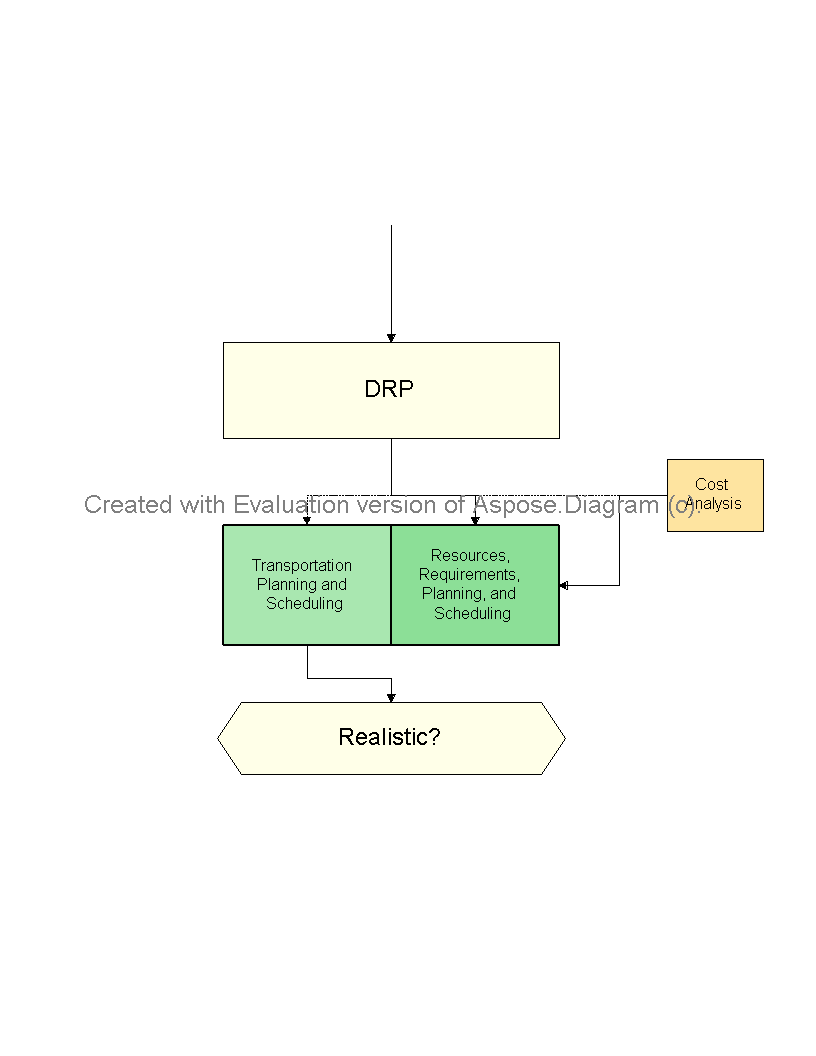 DRP
Cost
Analysis
Created with Evaluation version of Aspose.Diagram (c).
Transportation
Planning and
Scheduling
Resources,
Requirements,
Planning, and
Scheduling
Realistic?